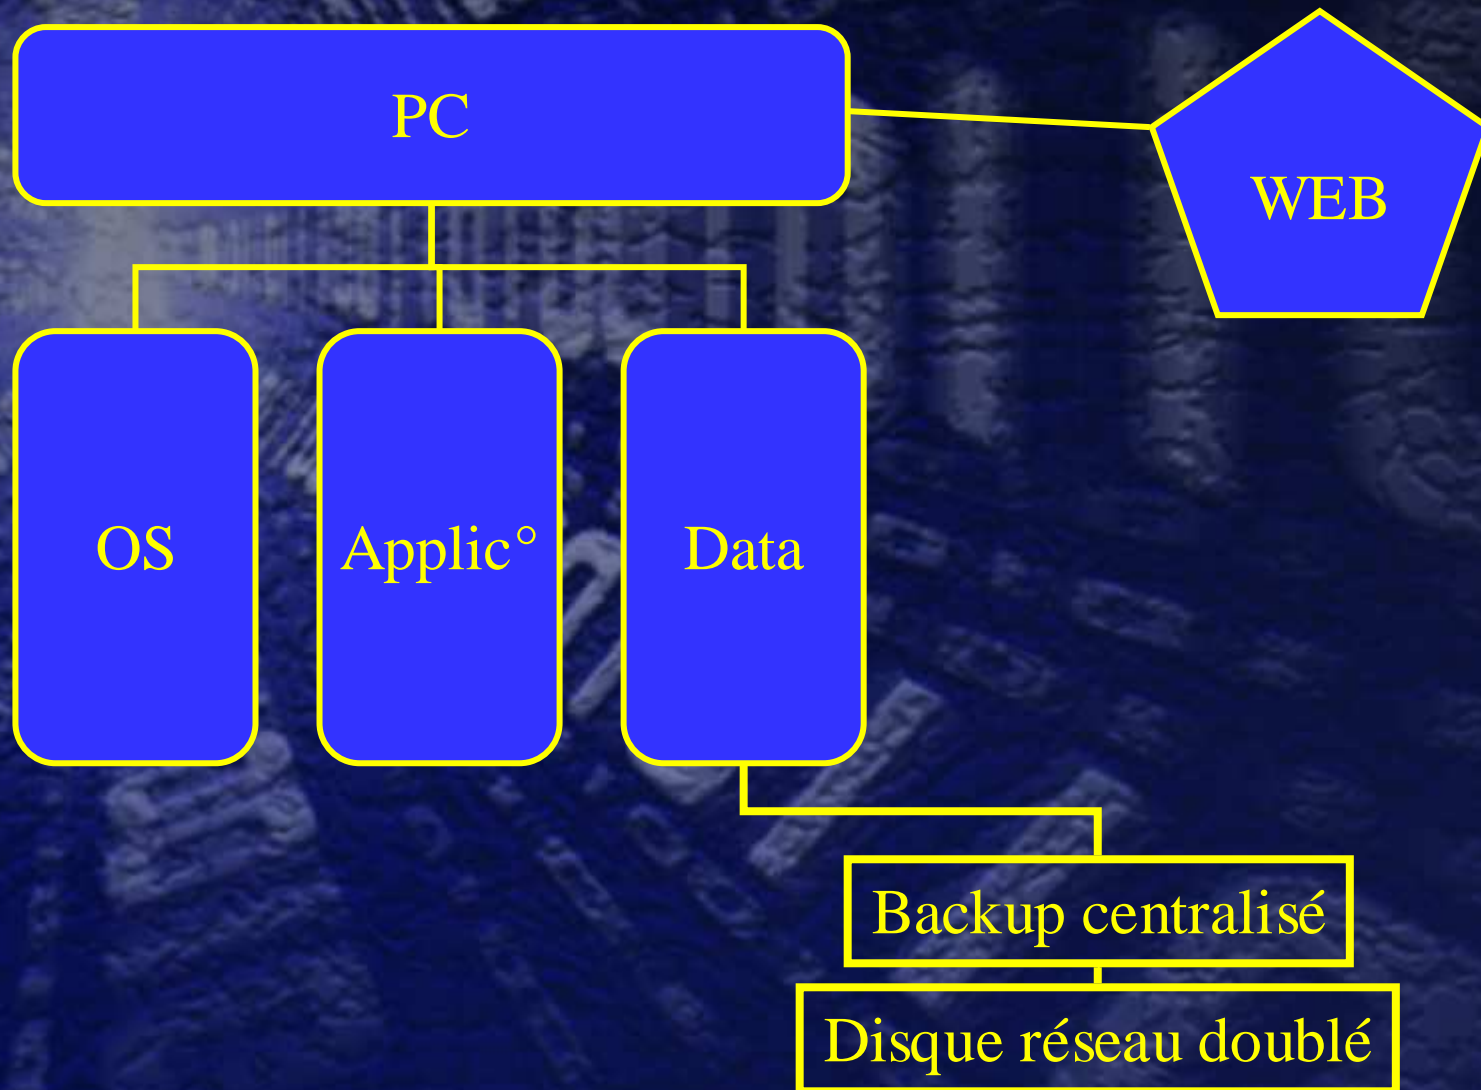 PC
WEB
OS
Applic°
Data
Backup centralisé
Disque réseau doublé